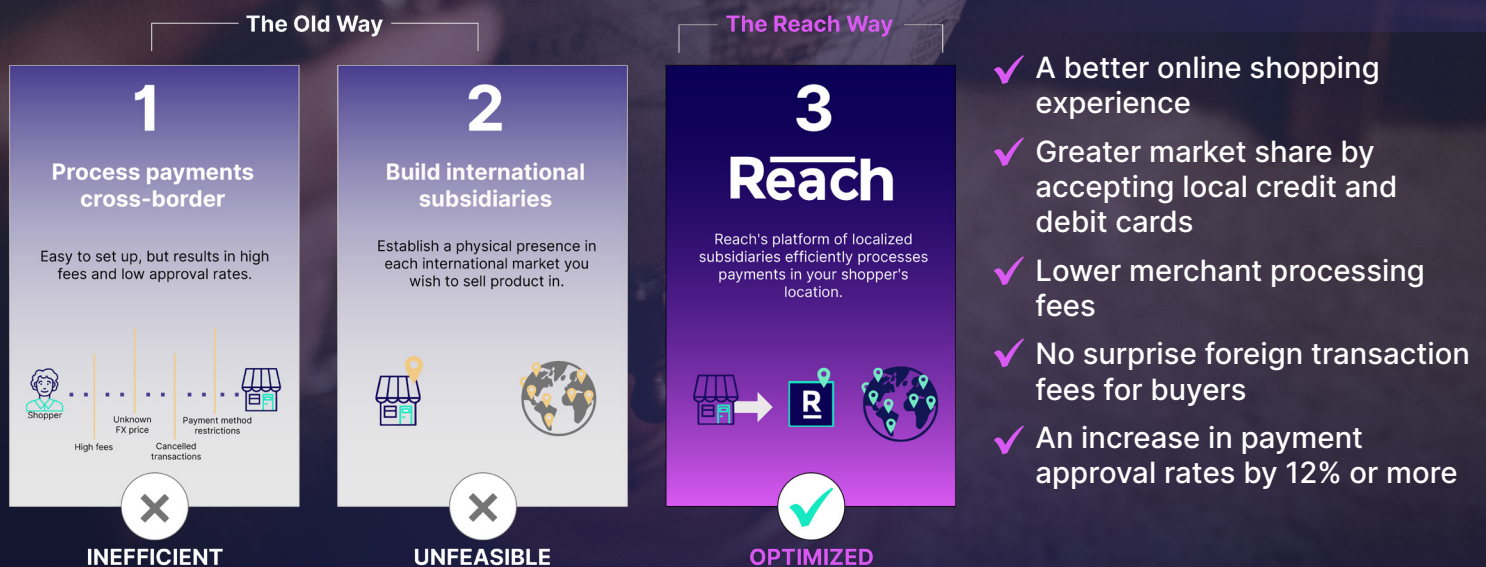 The Old Way
1
Process payments
cross-border
Easy to set up, but results in high
fees and low approval rates.
Shopper
High fees
Unknown
FX price
Cancelled
transactions
Payment method
restrictions
INEFFICIENT
2
Build international
subsidiaries
Establish a physical presence in
each international market you
wish to sell product in.
UNFEASIBLE
The Reach Way
3
Reach
Reach's platform of localized
subsidiaries efficiently processes
payments in your shopper's
location.
R
OPTIMIZED
A better online shopping
experience
Greater market share by
accepting local credit and
debit cards
Lower merchant processing
fees
No surprise foreign transaction
fees for buyers
An increase in payment
approval rates by 12% or more